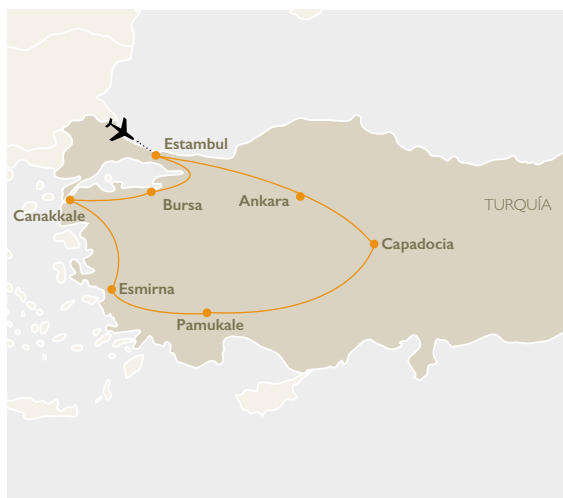 Estambul
Ankara
Bursa
TURQUÍA
Canakkale
Capadocia
Esmirna
Pamukale